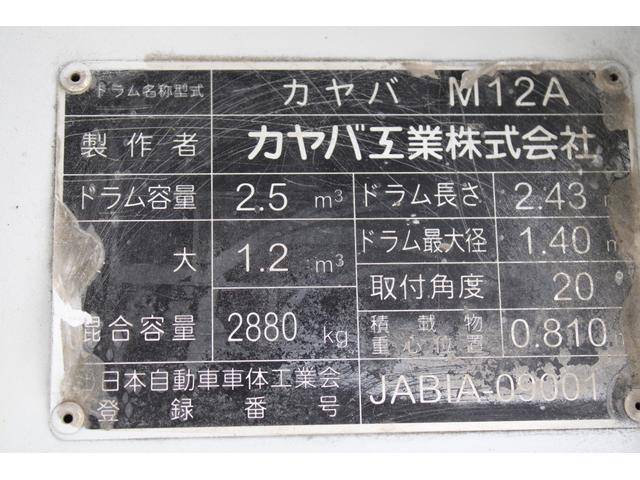 ドラム名称型式 カヤバ M12A
製作者 カヤバ工業株式会社
ドラム容量 2.5 m³ ドラム長さ 2.43
大 1.2 m³ ドラム最大径 1.40
取付角度 20
混合容量 2880 kg 積載物重心位置 0.810
日本自動車車体工業会
登録番号 JABIA-09001